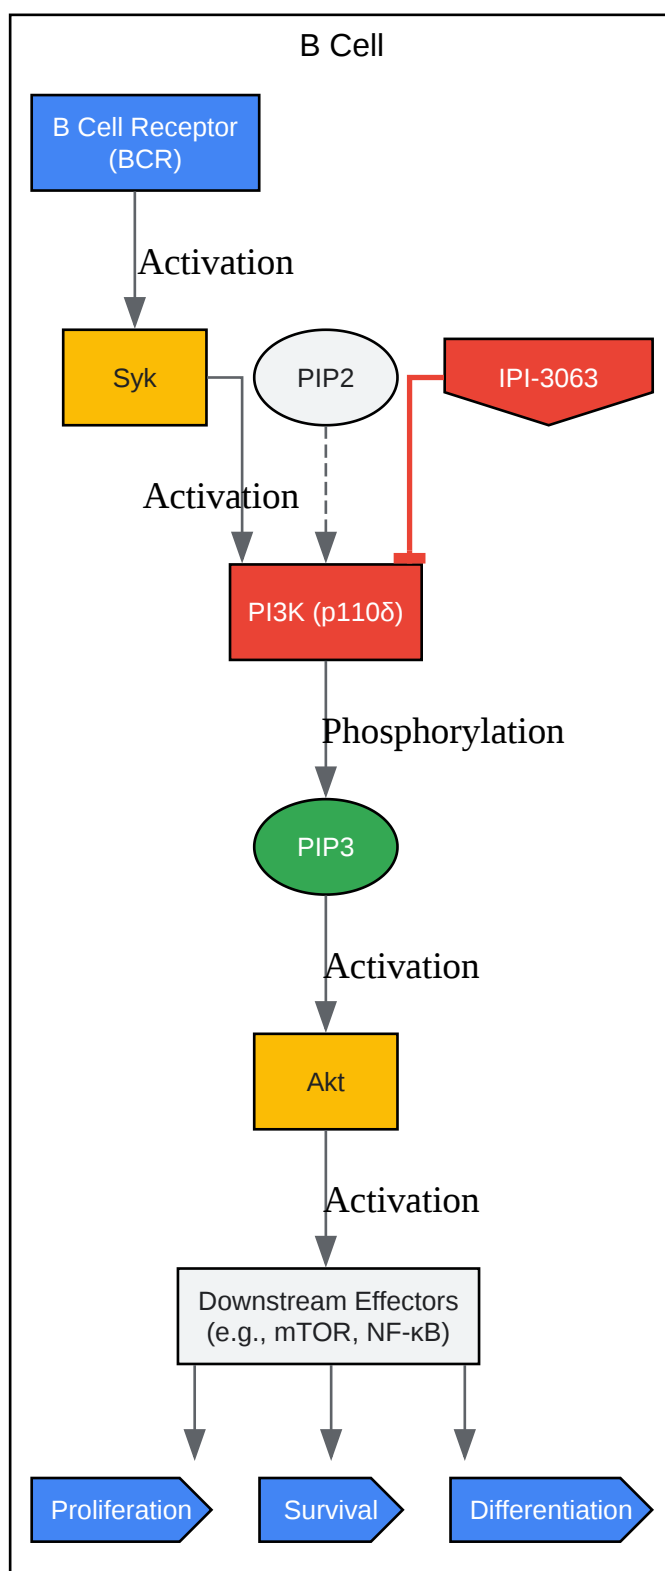 B Cell
B Cell Receptor
(BCR)
Activation
Syk
PIP2
IPI-3063
Activation
PI3K (p110δ)
Phosphorylation
PIP3
Activation
Akt
Activation
Downstream Effectors
(e.g., mTOR, NF-κB)
Proliferation
Survival
Differentiation